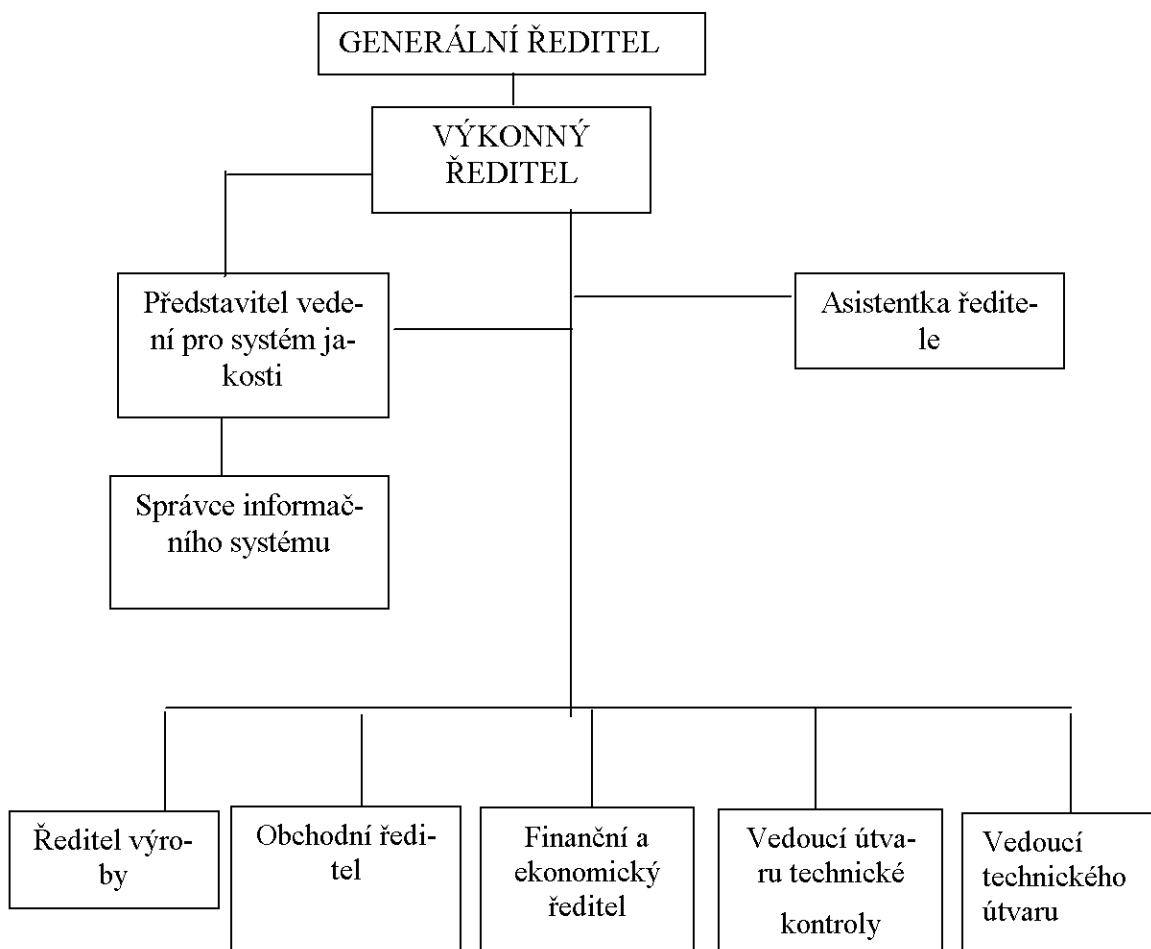 GENERÁLNÍ ŘEDITEL
VÝKONNÝ
ŘEDITEL
Představitel vede-
ní pro systém ja-
kosti
Asistentka ředite-
le
Správce informač-
ního systému
Ředitel výro-
by
Obchodní ředi-
tel
Finanční a
ekonomický
ředitel
Vedoucí útva-
ru technické
kontroly
Vedoucí
technického
útvaru